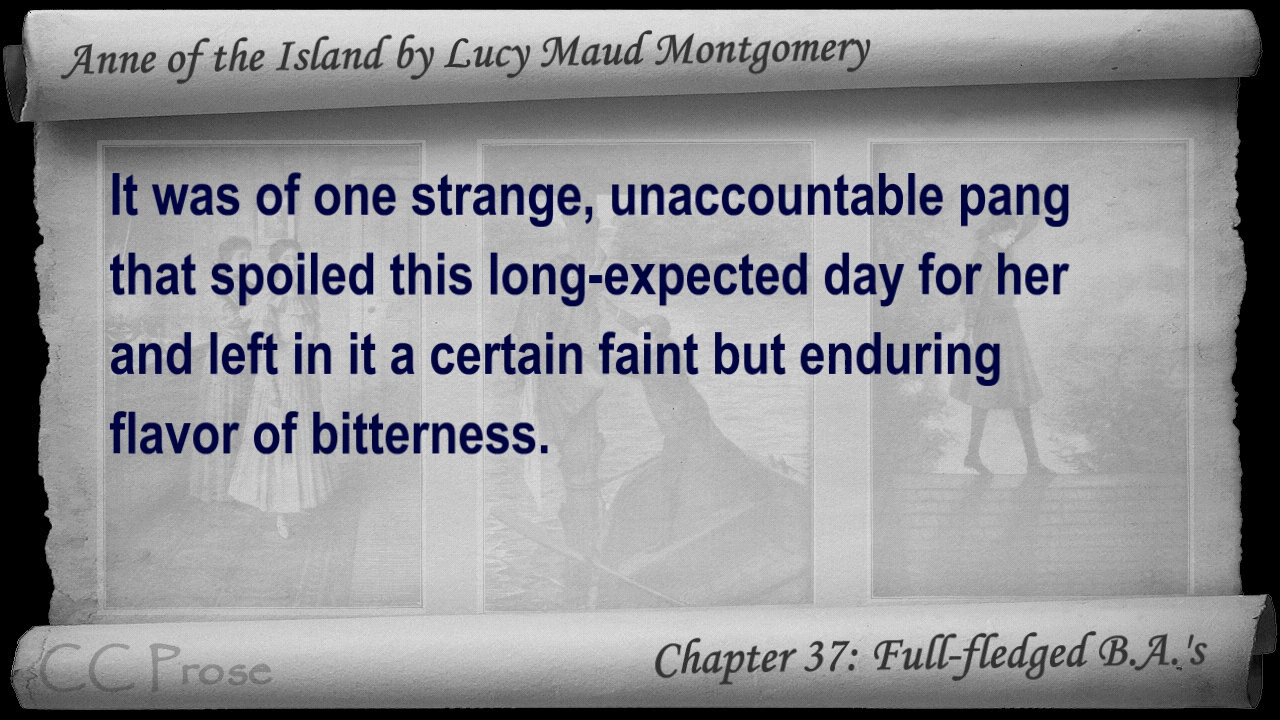 Anne of the Island by Lucy Maud Montgomery
It was of one strange, unaccountable pang
that spoiled this long-expected day for her
and left in it a certain faint but enduring
flavor of bitterness.
CC Prose
Chapter 37: Full-fledged B.A.'s